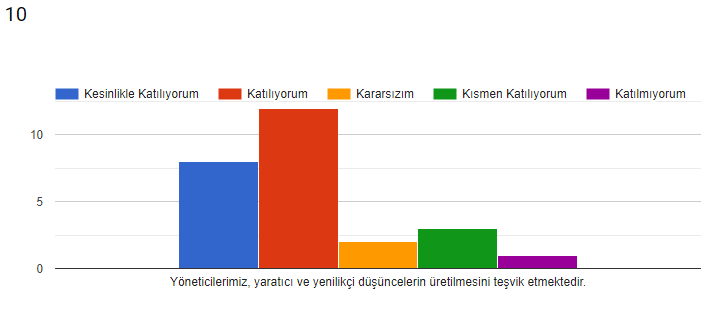 10
Kesinlikle Katılıyorum Katılıyorum Kararsızım Kısmen Katılıyorum Katılmıyorum
10
5
0
Yöneticilerimiz, yaratıcı ve yenilikçi düşüncelerin üretilmesini teşvik etmektedir.